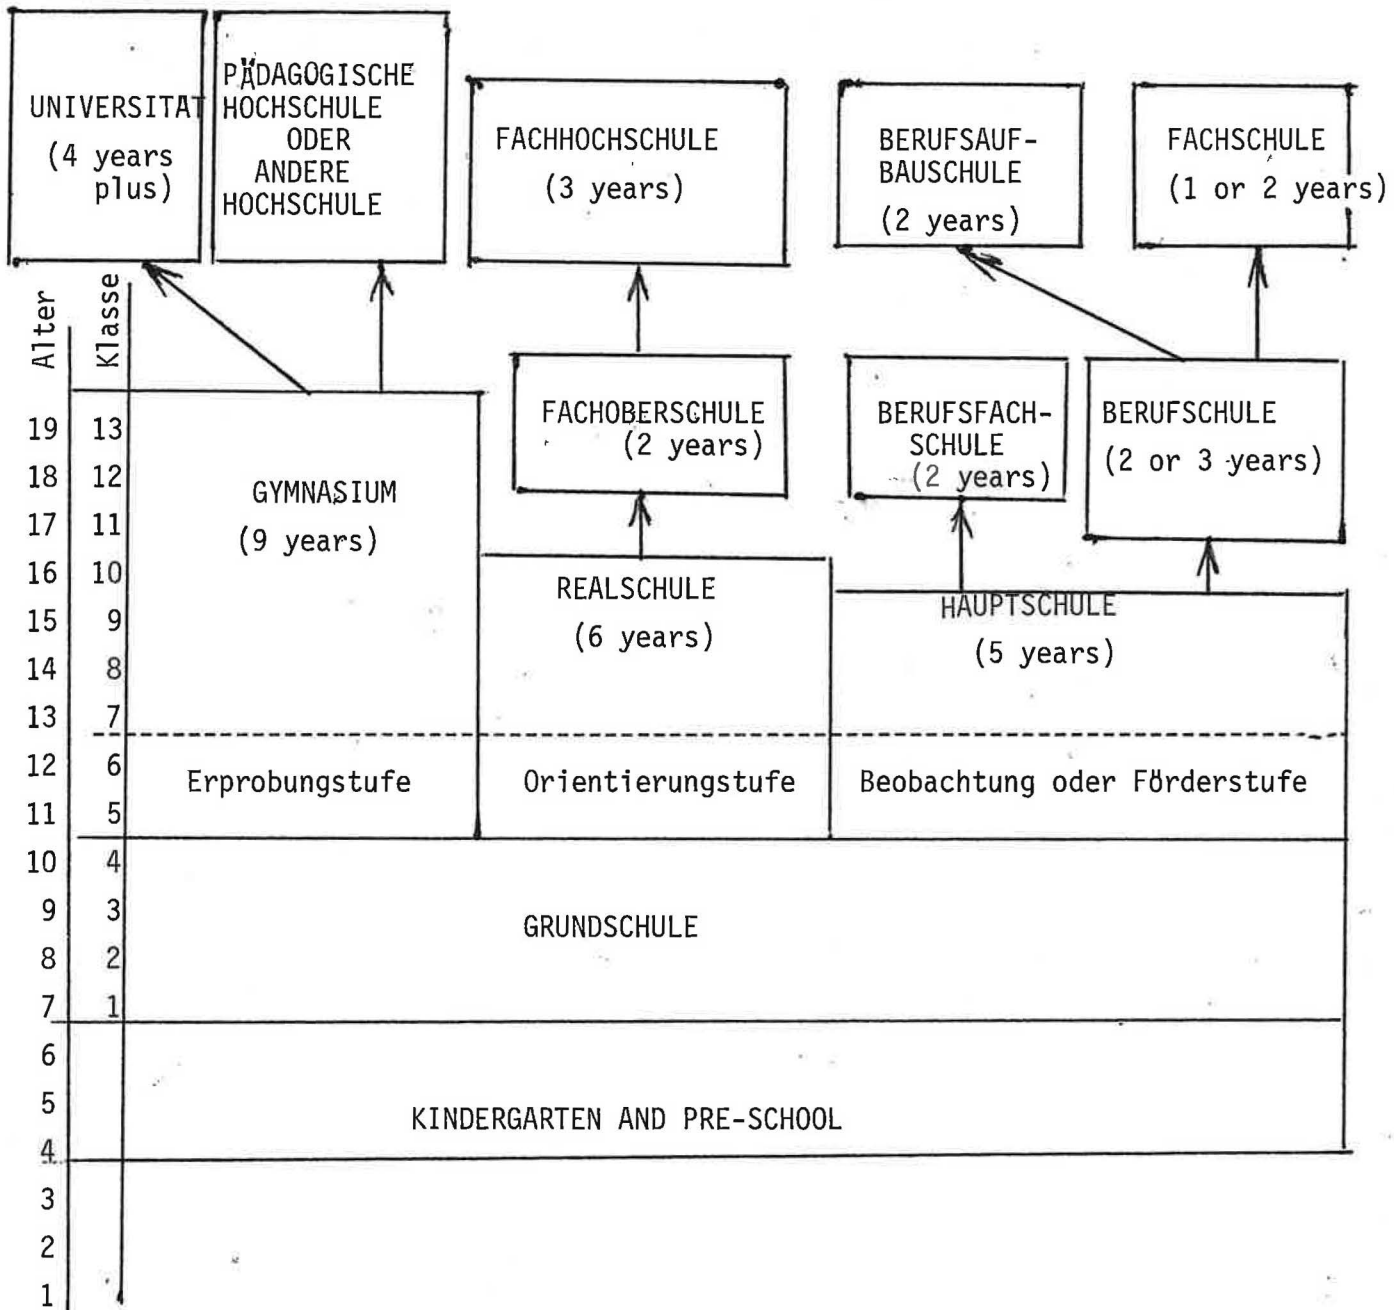 UNIVERSITAT
(4 years
plus)
PÄDAGOGISCHE
HOCHSCHULE
ODER
ANDERE
HOCHSCHULE
FACHHOCHSCHULE
(3 years)
BERUFSAUF-
BAUSCHULE
(2 years)
FACHSCHULE
(1 or 2 years)
Alter
Klasse
FACHOBERSCHULE
(2 years)
BERUFSFACH-
SCHULE
(2 years)
BERUFSCHULE
(2 or 3 years)
19 13
18 12
17 11
16 10
15 9
14 8
13 7
12 6
11 5
10 4
9 3
8 2
7 1
6
5
4
3
2
1
GYMNASIUM
(9 years)
REALSCHULE
(6 years)
HAUPTSCHULE
(5 years)
Erprobungstufe
Orientierungstufe
Beobachtung oder Förderstufe
GRUNDSCHULE
KINDERGARTEN AND PRE-SCHOOL